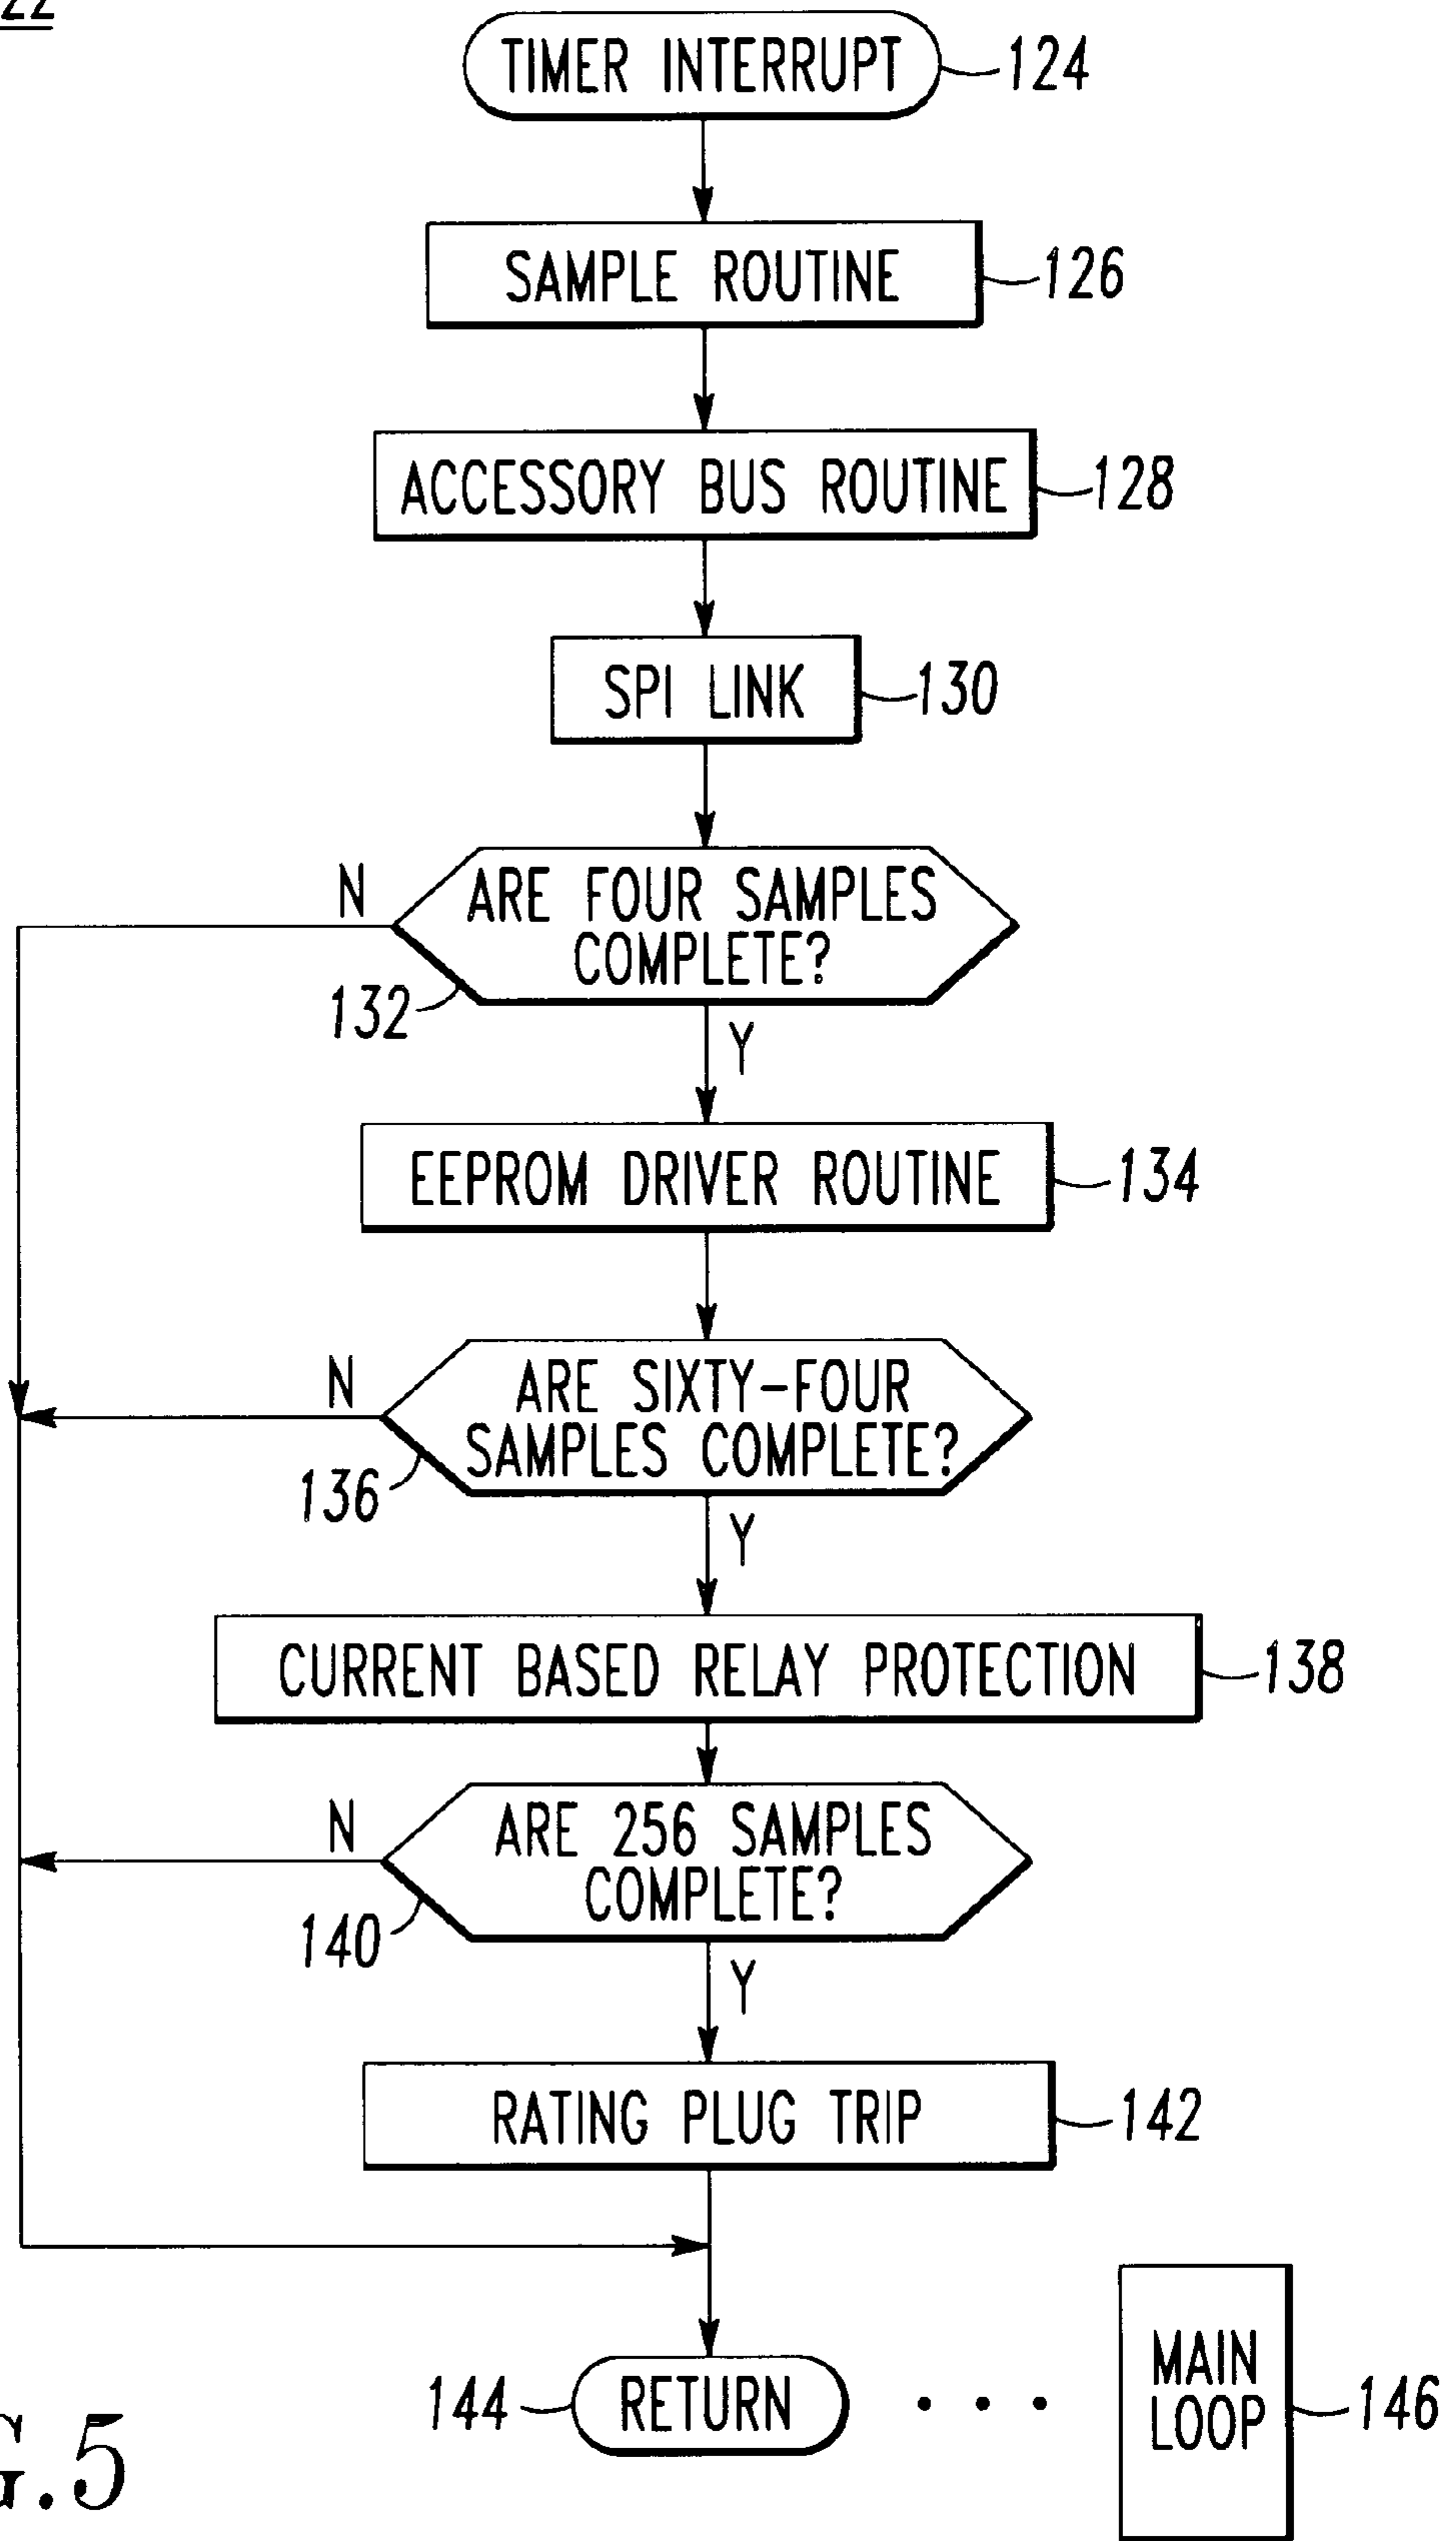 22
TIMER INTERRUPT 124
SAMPLE ROUTINE 126
ACCESSORY BUS ROUTINE 128
SPI LINK 130
N
ARE FOUR SAMPLES
COMPLETE?
132
Y
EEPROM DRIVER ROUTINE 134
N
ARE SIXTY-FOUR
SAMPLES COMPLETE?
136
Y
CURRENT BASED RELAY PROTECTION 138
N
ARE 256 SAMPLES
COMPLETE?
140
Y
RATING PLUG TRIP 142
144 RETURN • • •
MAIN
LOOP
146
G.5